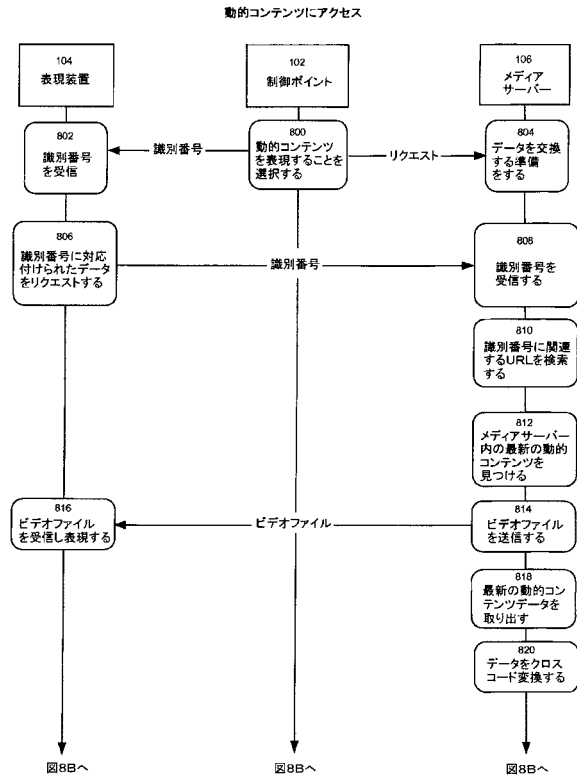 動的コンテンツにアクセス
104
表現装置
102
制御ポイント
106
メディア
サーバー
802
識別番号
を受信
識別番号
800
動的コンテンツ
を表現することを
選択する
リクエスト
804
データを交換
する準備
をする
806
識別番号に対応
付けられたデータ
をリクエストする
識別番号
808
識別番号を
受信する
810
識別番号に関連
するURLを検索
する
812
メディアサーバー
内の最新の動的
コンテンツを
見つける
816
ビデオファイル
を受信し表現する
ビデオファイル
814
ビデオファイル
を送信する
818
最新の動的コン
テンツデータを
取り出す
820
データをクロス
コード変換する
図8Bへ
図8Bへ
図8Bへ